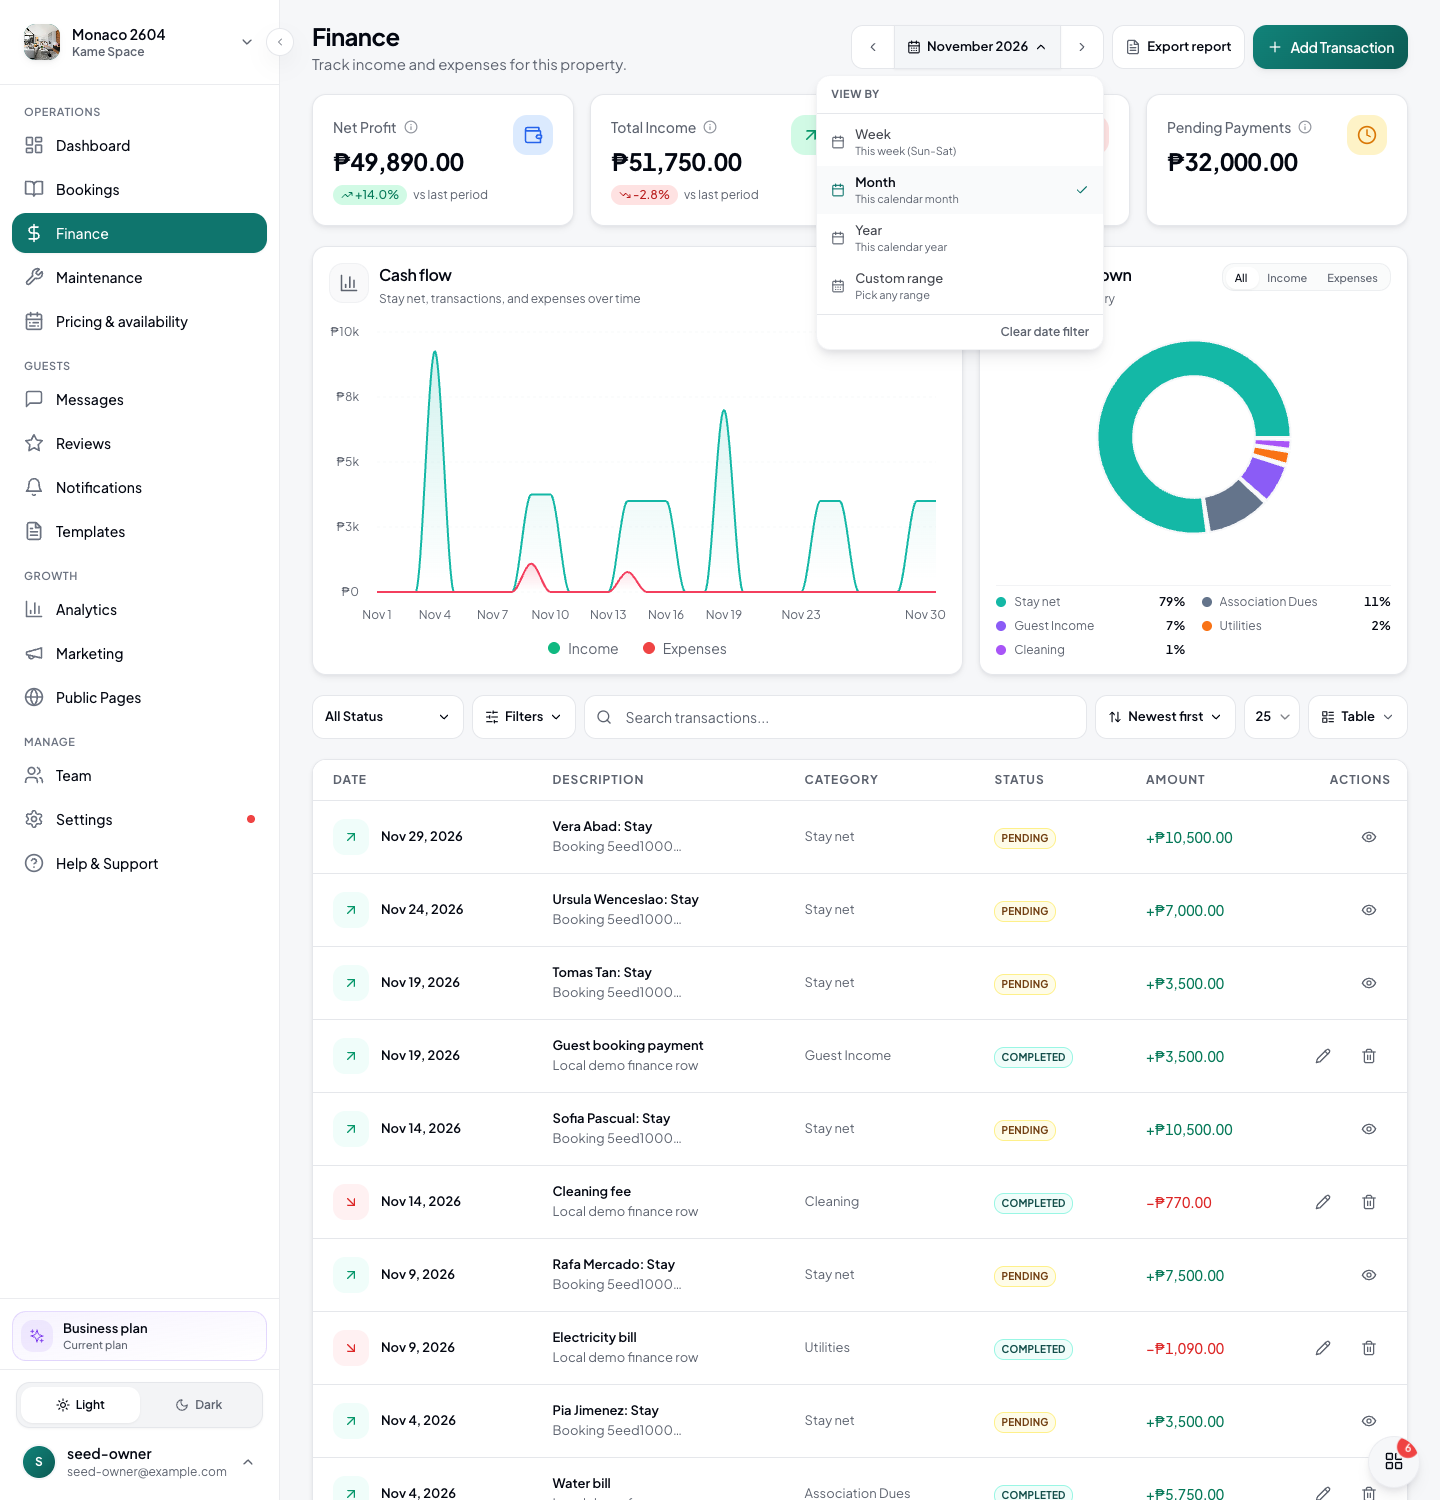 Monaco 2604
Kame Space
OPERATIONS
Dashboard
Bookings
Finance
Maintenance
Pricing & availability
GUESTS
Messages
Reviews
Notifications
Templates
GROWTH
Analytics
Marketing
Public Pages
MANAGE
Team
Settings
Help & Support
Business plan
Current plan
Light
Dark
S
seed-owner
seed-owner@example.com
Finance
Track income and expenses for this property.
November 2026
Export report
Add Transaction
VIEW BY
Week
This week (Sun-Sat)
Month
This calendar month
Year
This calendar year
Custom range
Pick any range
Clear date filter
Net Profit
₱49,890.00
+14.0% vs last period
Total Income
₱51,750.00
-2.8% vs last period
Pending Payments
₱32,000.00
Cash flow
Stay net, transactions, and expenses over time
₱10k
₱8k
₱5k
₱3k
₱0
Nov 1 Nov 4 Nov 7 Nov 10 Nov 13 Nov 16 Nov 19 Nov 23 Nov 30
Income Expenses
All Income Expenses
Stay net 79%
Association Dues 11%
Guest Income 7%
Utilities 2%
Cleaning 1%
All Status
Filters
Search transactions...
Newest first
25
Table
DATE DESCRIPTION CATEGORY STATUS AMOUNT ACTIONS
Nov 29, 2026 Vera Abad: Stay Stay net PENDING +₱10,500.00
Booking 5eed1000...
Nov 24, 2026 Ursula Wenceslao: Stay Stay net PENDING +₱7,000.00
Booking 5eed1000...
Nov 19, 2026 Tomas Tan: Stay Stay net PENDING +₱3,500.00
Booking 5eed1000...
Nov 19, 2026 Guest booking payment Guest Income COMPLETED +₱3,500.00
Local demo finance row
Nov 14, 2026 Sofia Pascual: Stay Stay net PENDING +₱10,500.00
Booking 5eed1000...
Nov 14, 2026 Cleaning fee Cleaning COMPLETED −₱770.00
Local demo finance row
Nov 9, 2026 Rafa Mercado: Stay Stay net PENDING +₱7,500.00
Booking 5eed1000...
Nov 9, 2026 Electricity bill Utilities COMPLETED −₱1,090.00
Local demo finance row
Nov 4, 2026 Pia Jimenez: Stay Stay net PENDING +₱3,500.00
Booking 5eed1000...
Nov 4, 2026 Water bill Association Dues COMPLETED +₱5,750.00
6